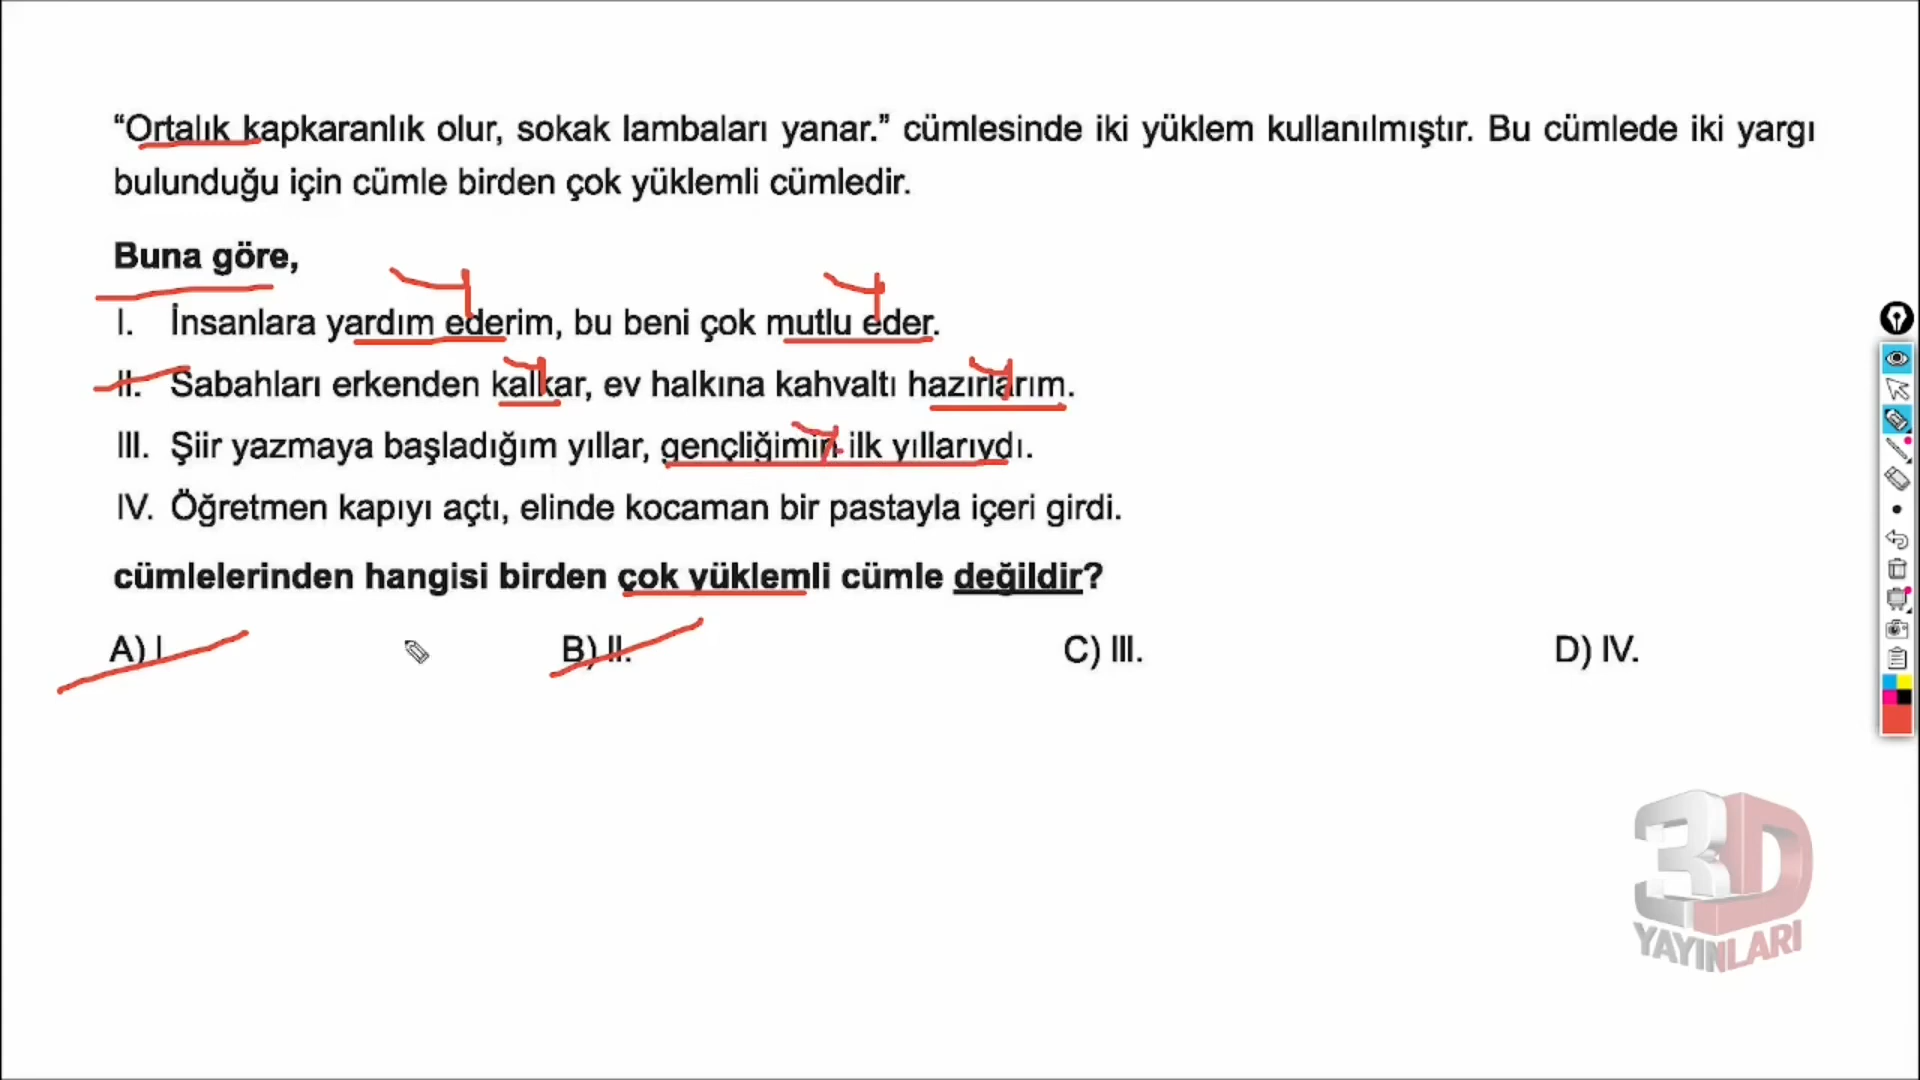 “Ortalık kapkaranlık olur, sokak lambaları yanar.” cümlesinde iki yüklem kullanılmıştır. Bu cümlede iki yargı
bulunduğu için cümle birden çok yüklemli cümledir.
Buna göre,
I. İnsanlara yardım ederim, bu beni çok mutlu eder.
II. Sabahları erkenden kalkar, ev halkına kahvaltı hazırlarım.
III. Şiir yazmaya başladığım yıllar, gençliğimin ilk yıllarıydı.
IV. Öğretmen kapıyı açtı, elinde kocaman bir pastayla içeri girdi.
cümlelerinden hangisi birden çok yüklemli cümle değildir?
A) I. B) II. C) III. D) IV.
3D
YAYINLARI